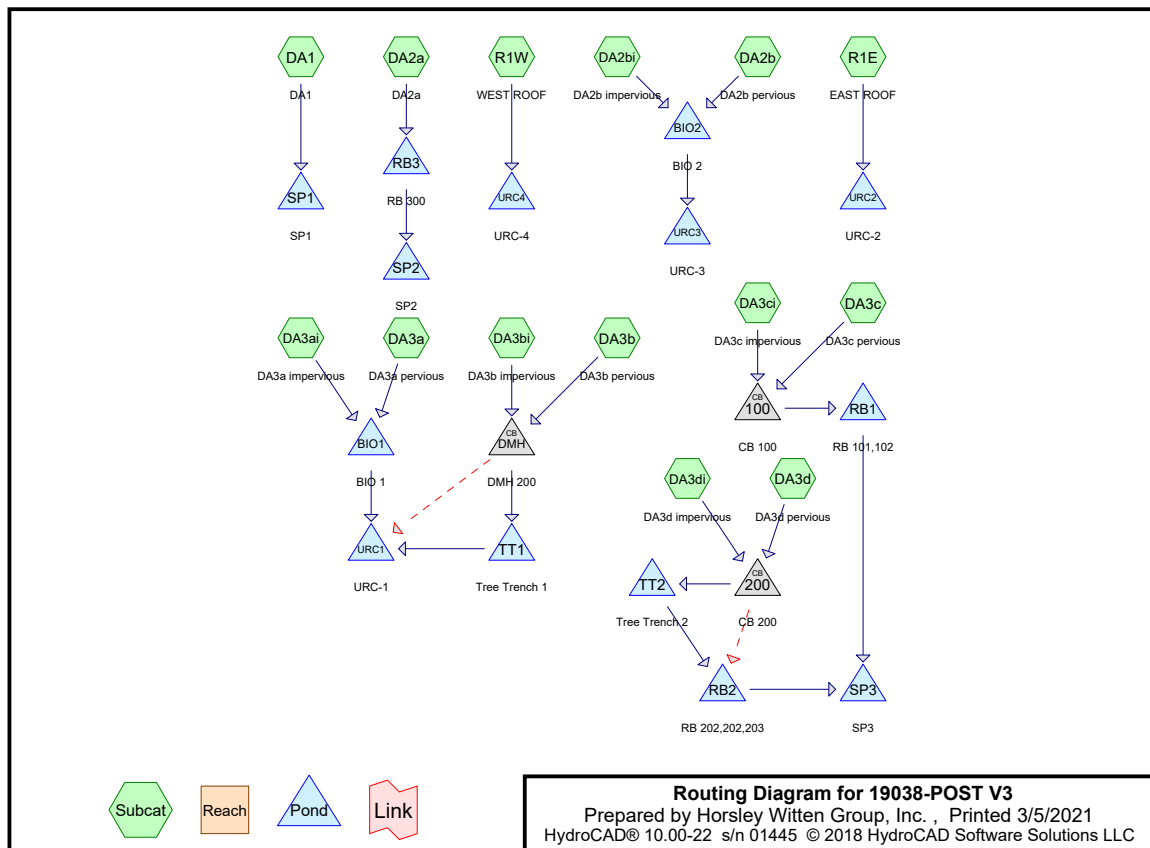 DA1
DA2a
R1W
DA2bi
DA2b
R1E
DA1
DA2a
WEST ROOF
DA2b impervious
DA2b pervious
EAST ROOF
BIO2
BIO 2
RB3
RB 300
SP1
SP1
URC4
URC-4
URC3
URC-3
URC2
URC-2
SP2
SP2
DA3ci
DA3c
DA3c impervious
DA3c pervious
DA3ai
DA3a
DA3bi
DA3b
DA3a impervious
DA3a pervious
DA3b impervious
DA3b pervious
CB
100
CB 100
RB1
RB 101,102
BIO1
BIO 1
CB
DMH
DMH 200
DA3di
DA3d
DA3d impervious
DA3d pervious
URC1
URC-1
TT1
Tree Trench 1
TT2
Tree Trench 2
CB
200
CB 200
RB2
RB 202,202,203
SP3
SP3
Subcat
Reach
Pond
Link
Routing Diagram for 19038-POST V3
Prepared by Horsley Witten Group, Inc. , Printed 3/5/2021
HydroCAD® 10.00-22 s/n 01445 © 2018 HydroCAD Software Solutions LLC